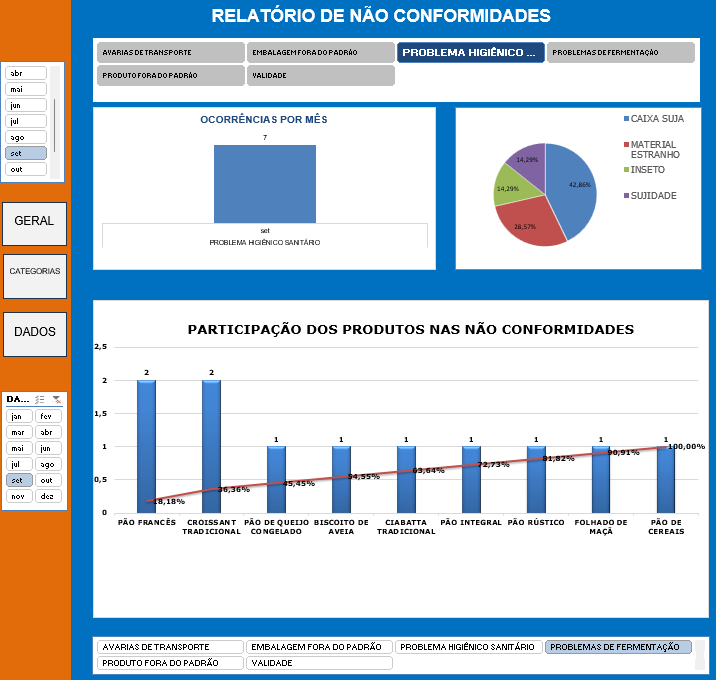 RELATÓRIO DE NÃO CONFORMIDADES
AVARIAS DE TRANSPORTE
EMBALAGEM FORA DO PADRÃO
PROBLEMA HIGIÊNICO ...
PROBLEMAS DE FERMENTAÇÃO
PRODUTO FORA DO PADRÃO
VALIDADE
abr
mai
jun
jul
ago
set
out
GERAL
CATEGORIAS
DADOS
DA...
jan
fev
mar
abr
mai
jun
jul
ago
set
out
nov
dez
OCORRÊNCIAS POR MÊS
7
set
PROBLEMA HIGIÊNICO SANITÁRIO
14,29%
42,86%
14,29%
28,57%
CAIXA SUJA
MATERIAL
ESTRANHO
INSETO
SUJIDADE
PARTICIPAÇÃO DOS PRODUTOS NAS NÃO CONFORMIDADES
2,5
2
1,5
1
0,5
0
2
2
1
1
1
1
1
1
1
18,18%
36,36%
45,45%
54,55%
63,64%
72,73%
81,82%
90,91%
100,00%
PÃO FRANCÊS
CROISSANT
TRADICIONAL
PÃO DE QUEIJO
CONGELADO
BISCOITO DE
AVEIA
CIABATTA
TRADICIONAL
PÃO INTEGRAL
PÃO RÚSTICO
FOLHADO DE
MAÇÃ
PÃO DE
CEREAIS
AVARIAS DE TRANSPORTE
EMBALAGEM FORA DO PADRÃO
PROBLEMA HIGIÊNICO SANITÁRIO
PROBLEMAS DE FERMENTAÇÃO
PRODUTO FORA DO PADRÃO
VALIDADE